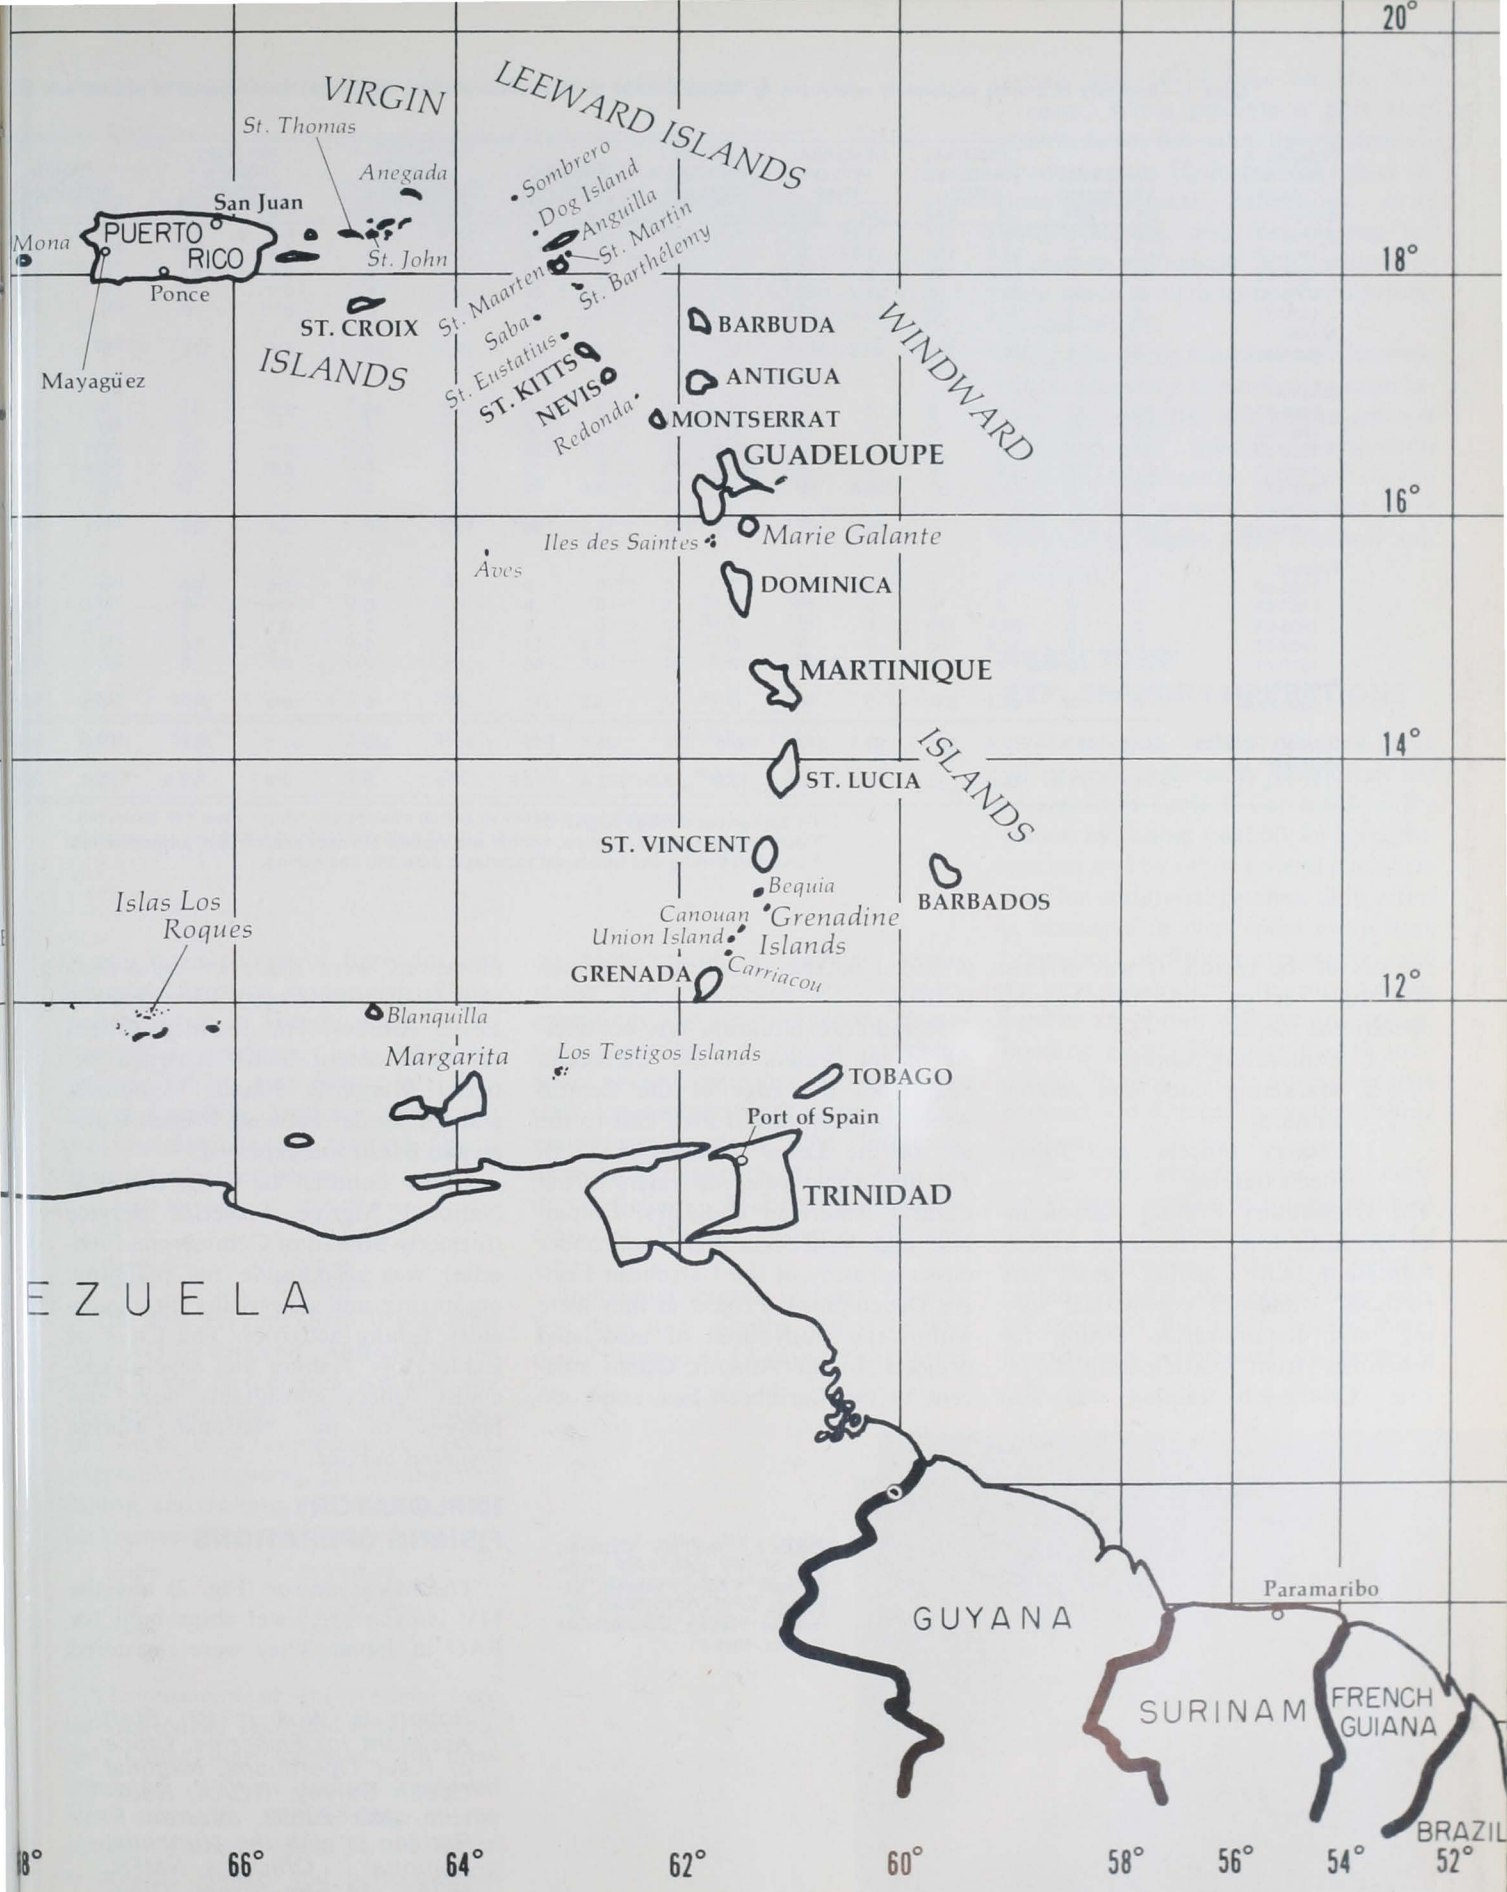 20°
VIRGIN
LEEWARD ISLANDS
St. Thomas
Anegada
Sombrero
Dog Island
Anguilla
St. Martin
St. Barthélemy
San Juan
PUERTO
RICO
Mona
St. John
Ponce
18°
St. Maarten
ST. CROIX
ISLANDS
Saba
St. Eustatius
ST. KITTS
NEVIS
Redonda
BARBUDA
WINDWARD
Mayagüez
ANTIGUA
MONTSERRAT
GUADELOUPE
16°
Iles des Saintes
Marie Galante
Aves
DOMINICA
MARTINIQUE
14°
ISLANDS
ST. LUCIA
ST. VINCENT
Bequia
BARBADOS
Islas Los
Roques
Canouan
Grenadine
Islands
Union Island
GRENADA
Carriacou
12°
Blanquilla
Margarita
Los Testigos Islands
TOBAGO
Port of Spain
TRINIDAD
EZUELA
Paramaribo
GUYANA
SURINAM
FRENCH
GUIANA
BRAZIL
8°
66°
64°
62°
60°
58°
56°
54°
52°